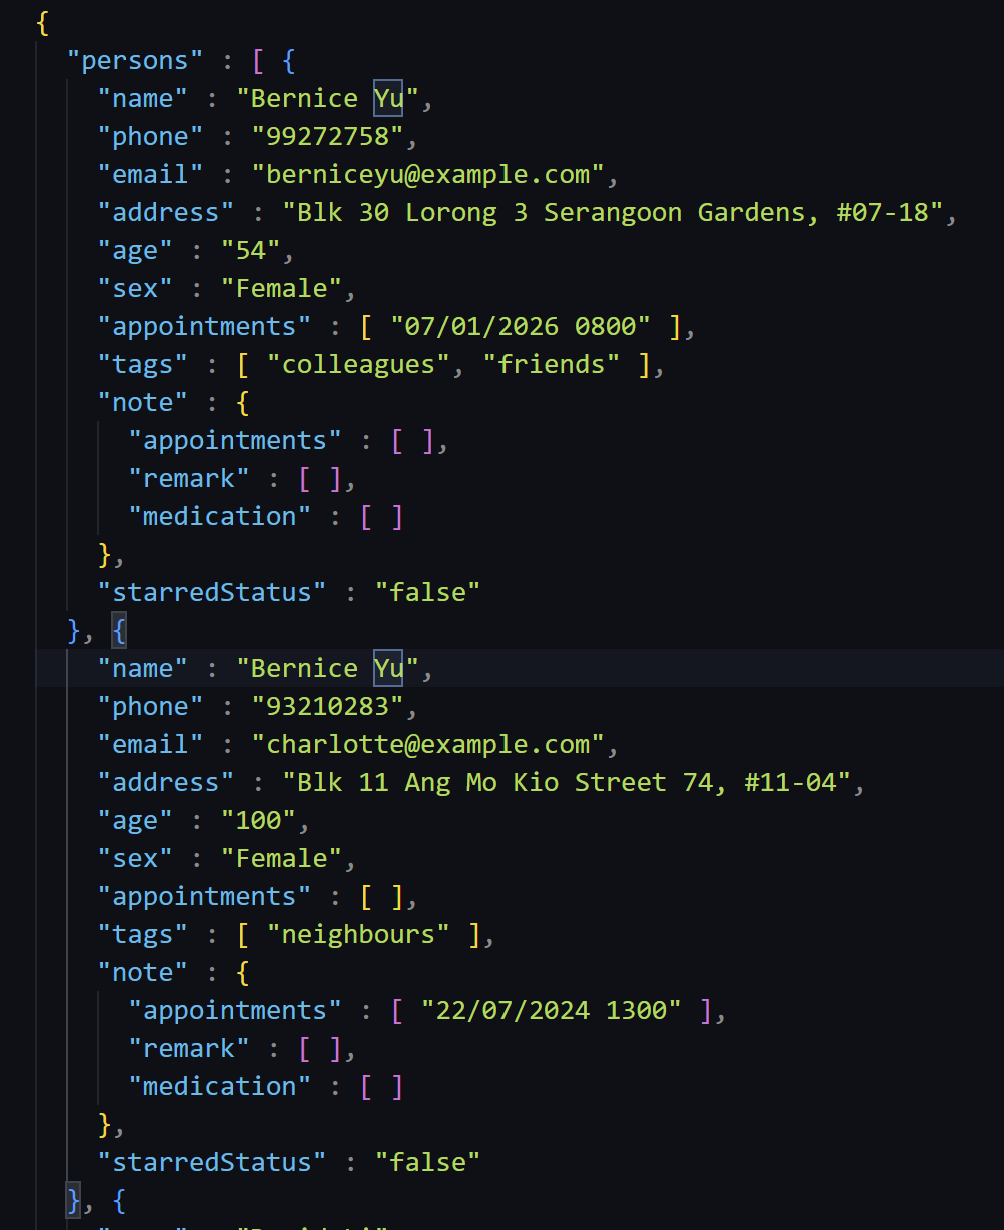 {
"persons" : [ {
"name" : "Bernice Yu",
"phone" : "99272758",
"email" : "berniceyu@example.com",
"address" : "Blk 30 Lorong 3 Serangoon Gardens, #07-18",
"age" : "54",
"sex" : "Female",
"appointments" : [ "07/01/2026 0800" ],
"tags" : [ "colleagues", "friends" ],
"note" : {
"appointments" : [ ],
"remark" : [ ],
"medication" : [ ]
},
"starredStatus" : "false"
}, {
"name" : "Bernice Yu",
"phone" : "93210283",
"email" : "charlotte@example.com",
"address" : "Blk 11 Ang Mo Kio Street 74, #11-04",
"age" : "100",
"sex" : "Female",
"appointments" : [ ],
"tags" : [ "neighbours" ],
"note" : {
"appointments" : [ "22/07/2024 1300" ],
"remark" : [ ],
"medication" : [ ]
},
"starredStatus" : "false"
}, {